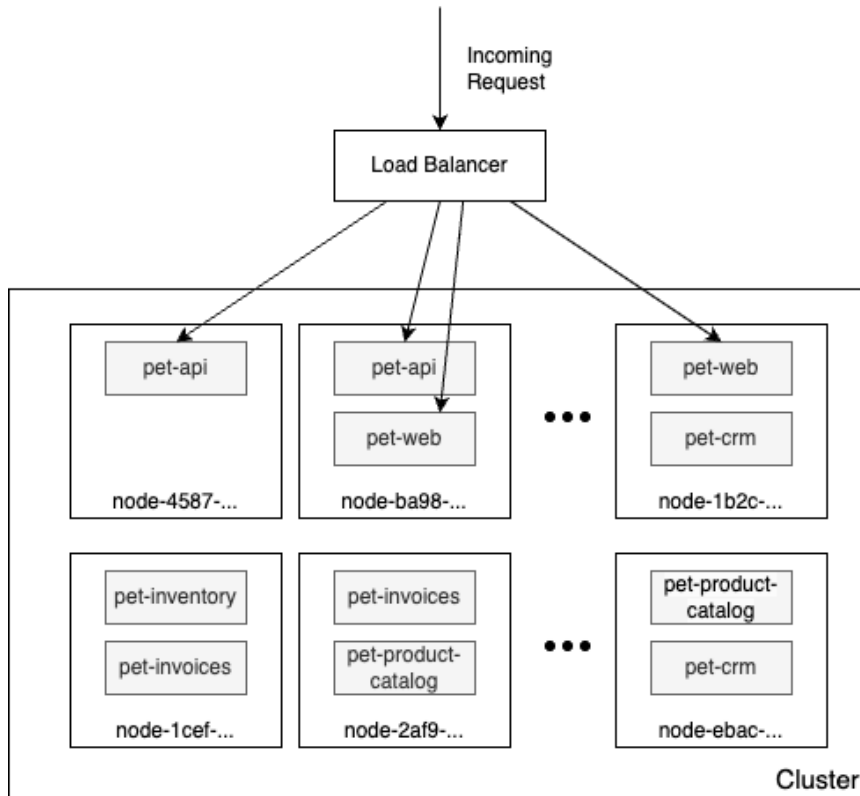 Incoming
Request
Load Balancer
pet-api
pet-api
pet-web
pet-web
pet-crm
node-4587-...
node-ba98-...
node-1b2c-...
pet-inventory
pet-invoices
pet-product-
catalog
pet-invoices
pet-product-
catalog
pet-crm
node-1cef-...
node-2af9-...
node-ebac-...
Cluster